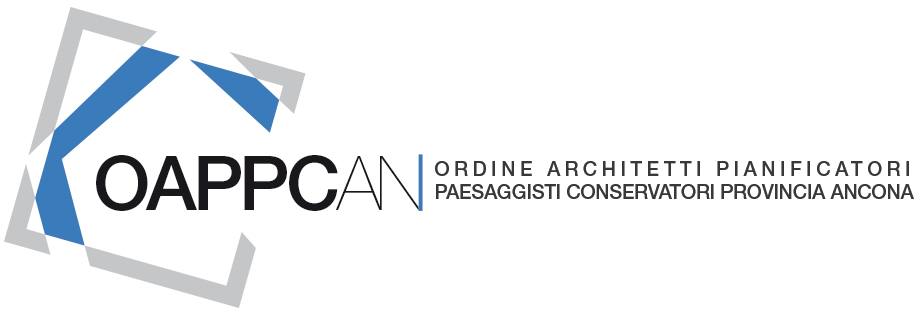 OAPPCAN
ORDINE ARCHITETTI PIANIFICATORI
PAESAGGISTI CONSERVATORI PROVINCIA ANCONA